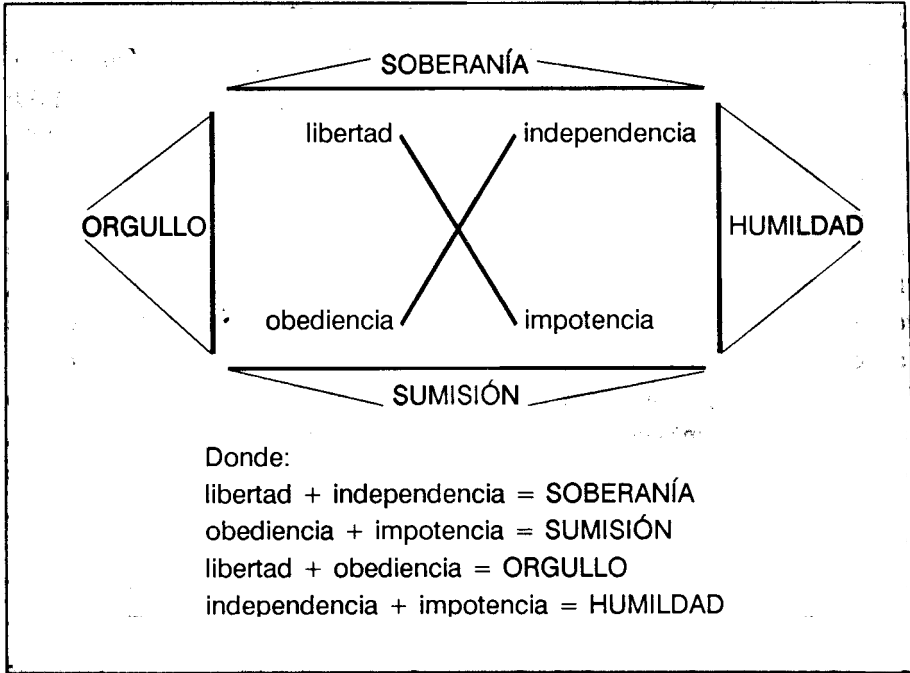 SOBERANÍA
libertad independencia
ORGULLO HUMILDAD
obediencia impotencia
SUMISIÓN
Donde:
libertad + independencia = SOBERANÍA
obediencia + impotencia = SUMISIÓN
libertad + obediencia = ORGULLO
independencia + impotencia = HUMILDAD